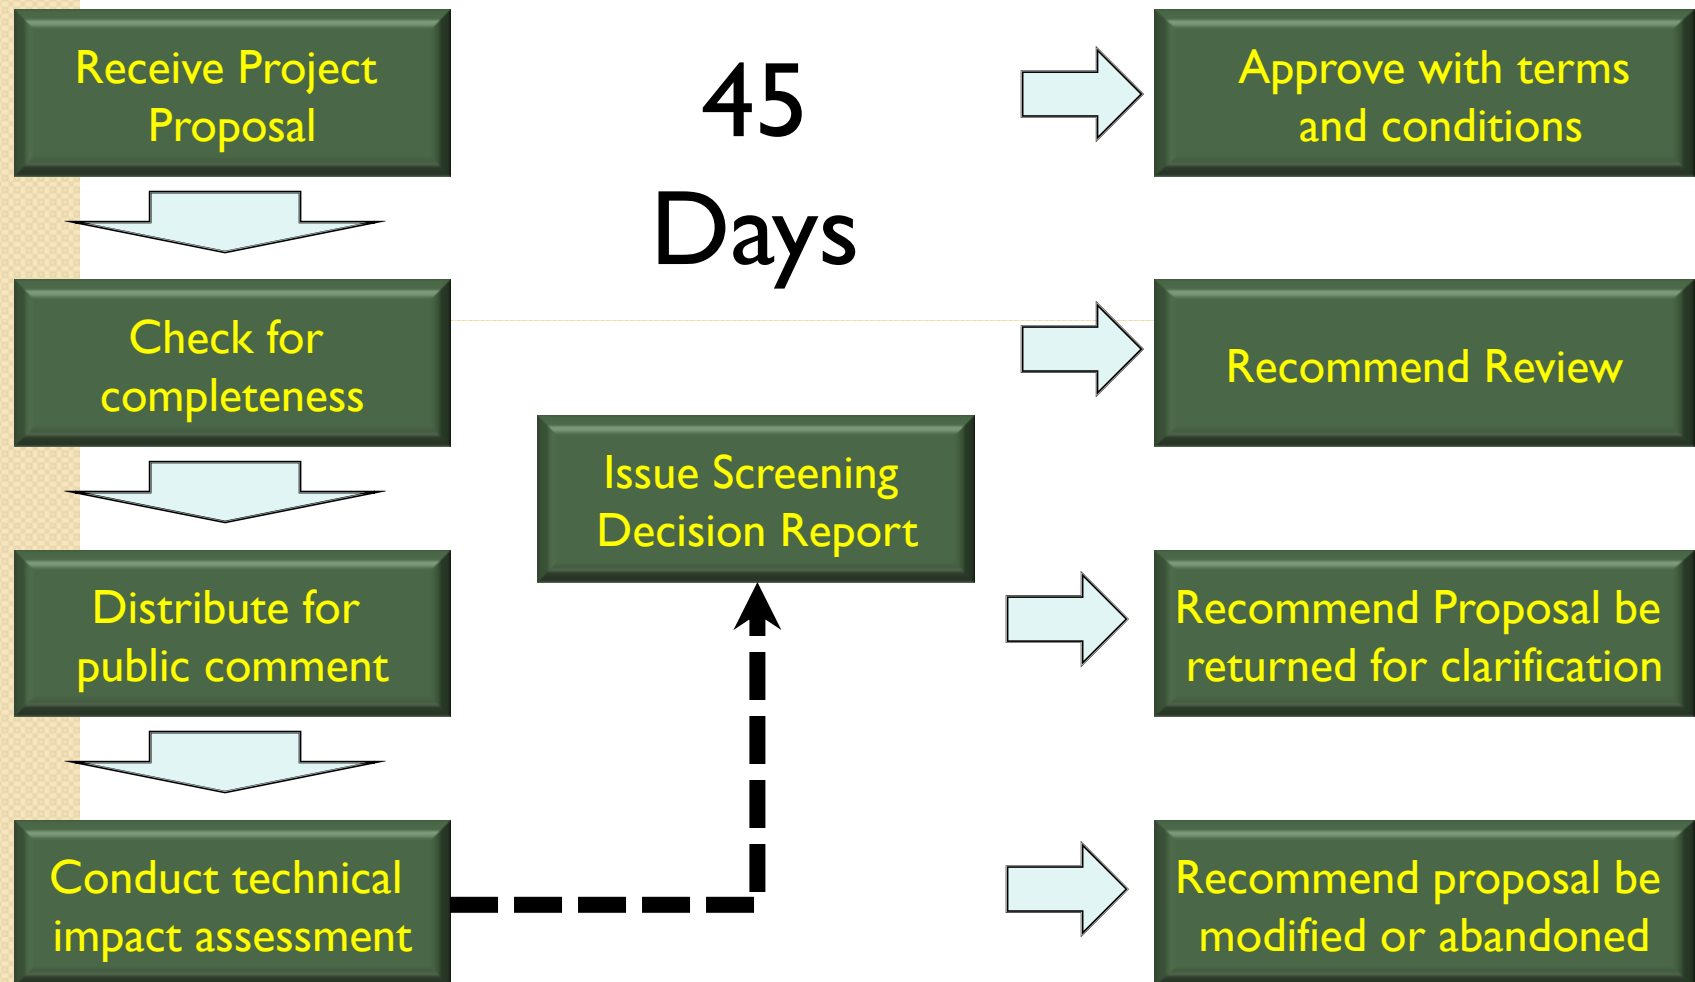 Receive Project
Proposal
Check for
completeness
Distribute for
public comment
Conduct technical
impact assessment
45
Days
Issue Screening
Decision Report
Approve with terms
and conditions
Recommend Review
Recommend Proposal be
returned for clarification
Recommend proposal be
modified or abandoned